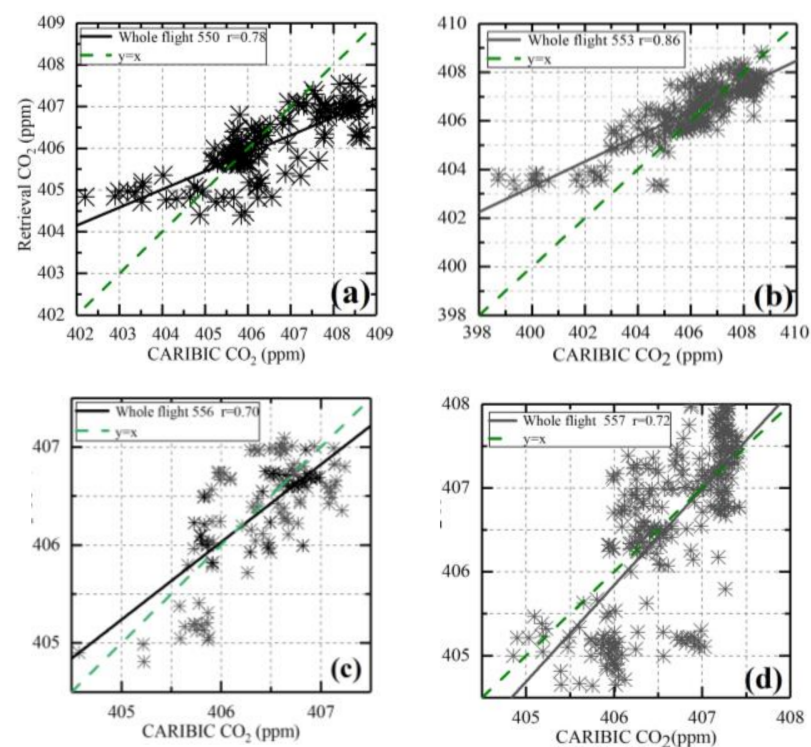 Whole flight 550 r=0.78
y=x
409
408
407
406
405
404
403
402
Retrieval CO2 (ppm)
(a)
402 403 404 405 406 407 408 409
CARIBIC CO2 (ppm)
Whole flight 553 r=0.86
y=x
410
408
406
404
402
400
398
(b)
398 400 402 404 406 408 410
CARIBIC CO2 (ppm)
Whole flight 556 r=0.70
y=x
407
406
405
(c)
405 406 407
CARIBIC CO2 (ppm)
Whole flight 557 r=0.72
y=x
408
407
406
405
(d)
405 406 407 408
CARIBIC CO2(ppm)